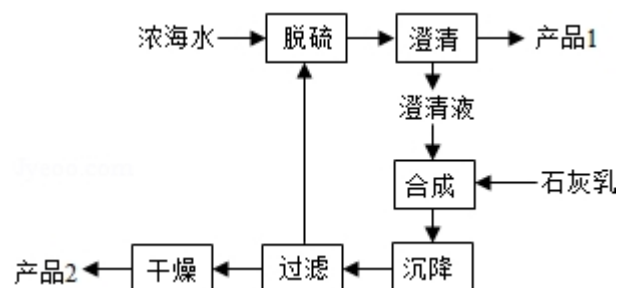 浓海水 脱硫 澄清 产品1
澄清液
合成 石灰乳
产品2 干燥 过滤 沉降